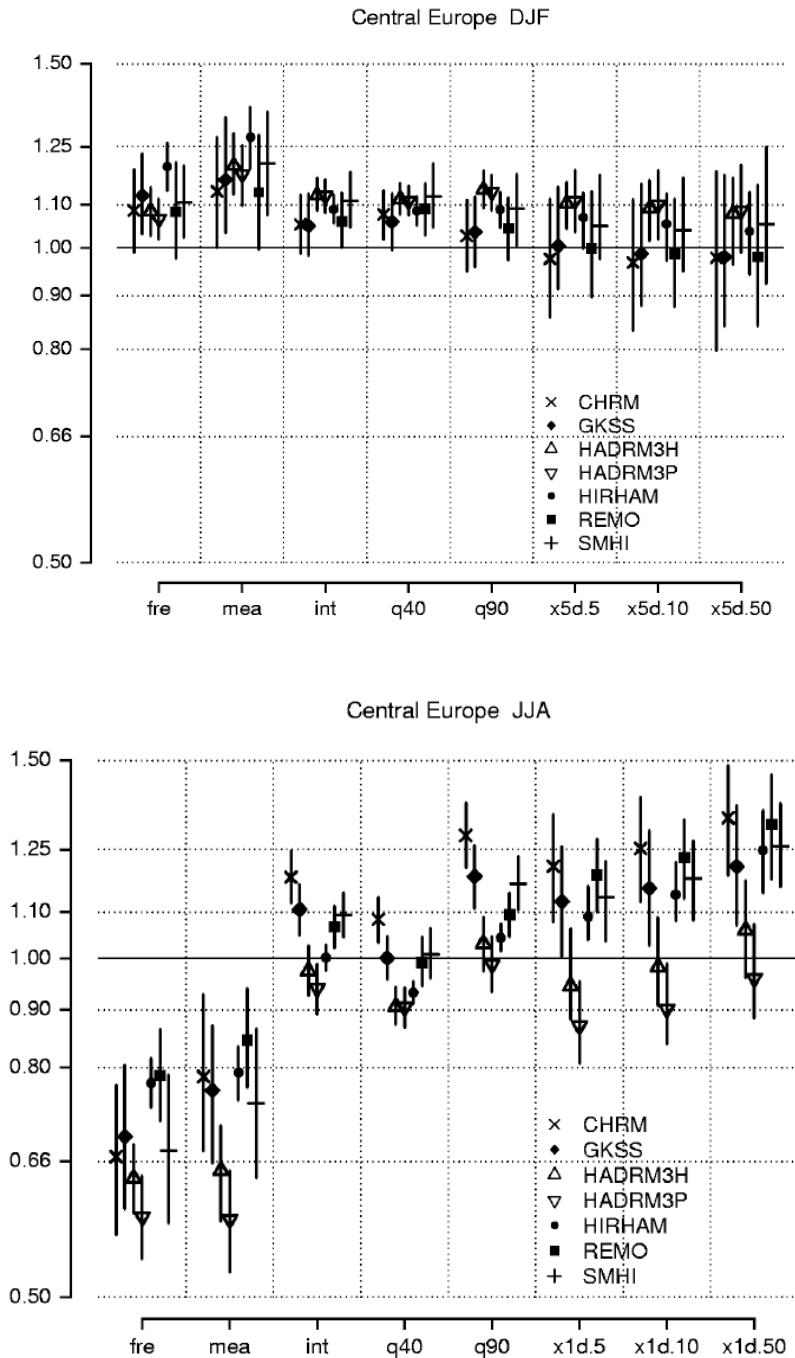 Central Europe DJF
1.50
1.25
1.10
1.00
0.90
0.80
0.66
0.50
CHRM
GKSS
HADRM3H
HADRM3P
HIRHAM
REMO
SMHI
fre mea int q40 q90 x5d.5 x5d.10 x5d.50
Central Europe JJA
1.50
1.25
1.10
1.00
0.90
0.80
0.66
0.50
CHRM
GKSS
HADRM3H
HADRM3P
HIRHAM
REMO
SMHI
fre mea int q40 q90 x1d.5 x1d.10 x1d.50